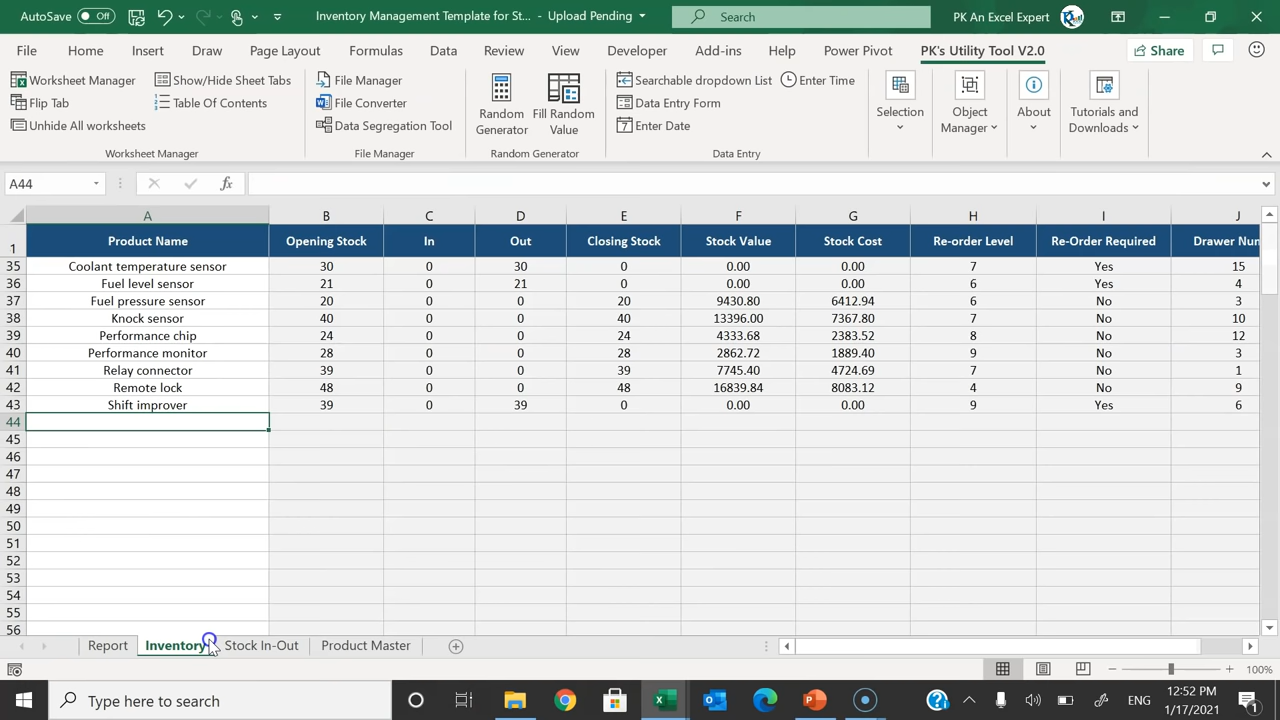 AutoSave Off Inventory Management Template for St... - Upload Pending Search PK An Excel Expert
File Home Insert Draw Page Layout Formulas Data Review View Developer Add-ins Help Power Pivot PK's Utility Tool V2.0 Share
Worksheet Manager Show/Hide Sheet Tabs File Manager Searchable dropdown List Enter Time
Flip Tab Table Of Contents File Converter Random Generator Fill Random Value Data Entry Form Selection Object Manager About Tutorials and Downloads
Unhide All worksheets Data Segregation Tool Enter Date
Worksheet Manager File Manager Random Generator Data Entry
A44 fx
A B C D E F G H I J
1 Product Name Opening Stock In Out Closing Stock Stock Value Stock Cost Re-order Level Re-Order Required Drawer Num
35 Coolant temperature sensor 30 0 30 0 0.00 0.00 7 Yes 15
36 Fuel level sensor 21 0 21 0 0.00 0.00 6 Yes 4
37 Fuel pressure sensor 20 0 0 20 9430.80 6412.94 6 No 3
38 Knock sensor 40 0 0 40 13396.00 7367.80 7 No 10
39 Performance chip 24 0 0 24 4333.68 2383.52 8 No 12
40 Performance monitor 28 0 0 28 2862.72 1889.40 9 No 3
41 Relay connector 39 0 0 39 7745.40 4724.69 7 No 1
42 Remote lock 48 0 0 48 16839.84 8083.12 4 No 9
43 Shift improver 39 0 39 0 0.00 0.00 9 Yes 6
44
45
46
47
48
49
50
51
52
53
54
55
56
Report Inventory Stock In-Out Product Master
100%
Type here to search ENG 12:52 PM
1/17/2021